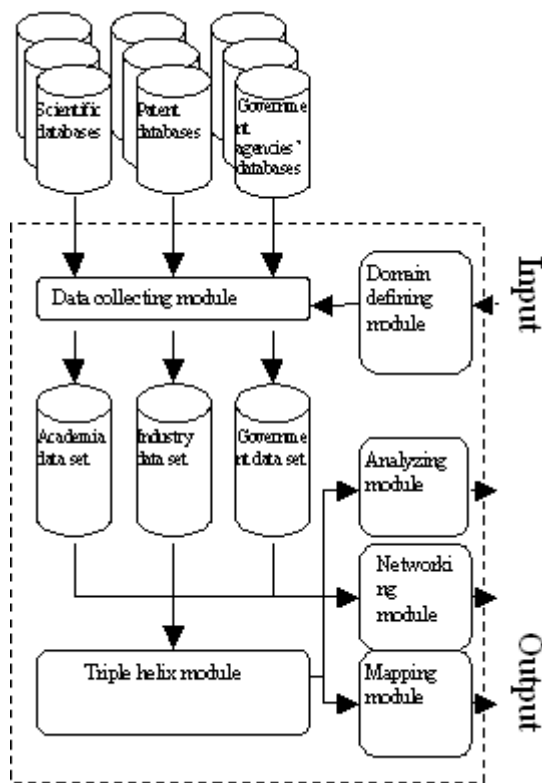 Scientific
databases
Patent
databases
Governme
nt
agencies'
databases
Input
Data collecting module
Domain
defining
module
Academia
data set
Industry
data set
Governme
nt data set
Analyzing
module
Networki
ng
module
Triple helix module
Mapping
module
Output